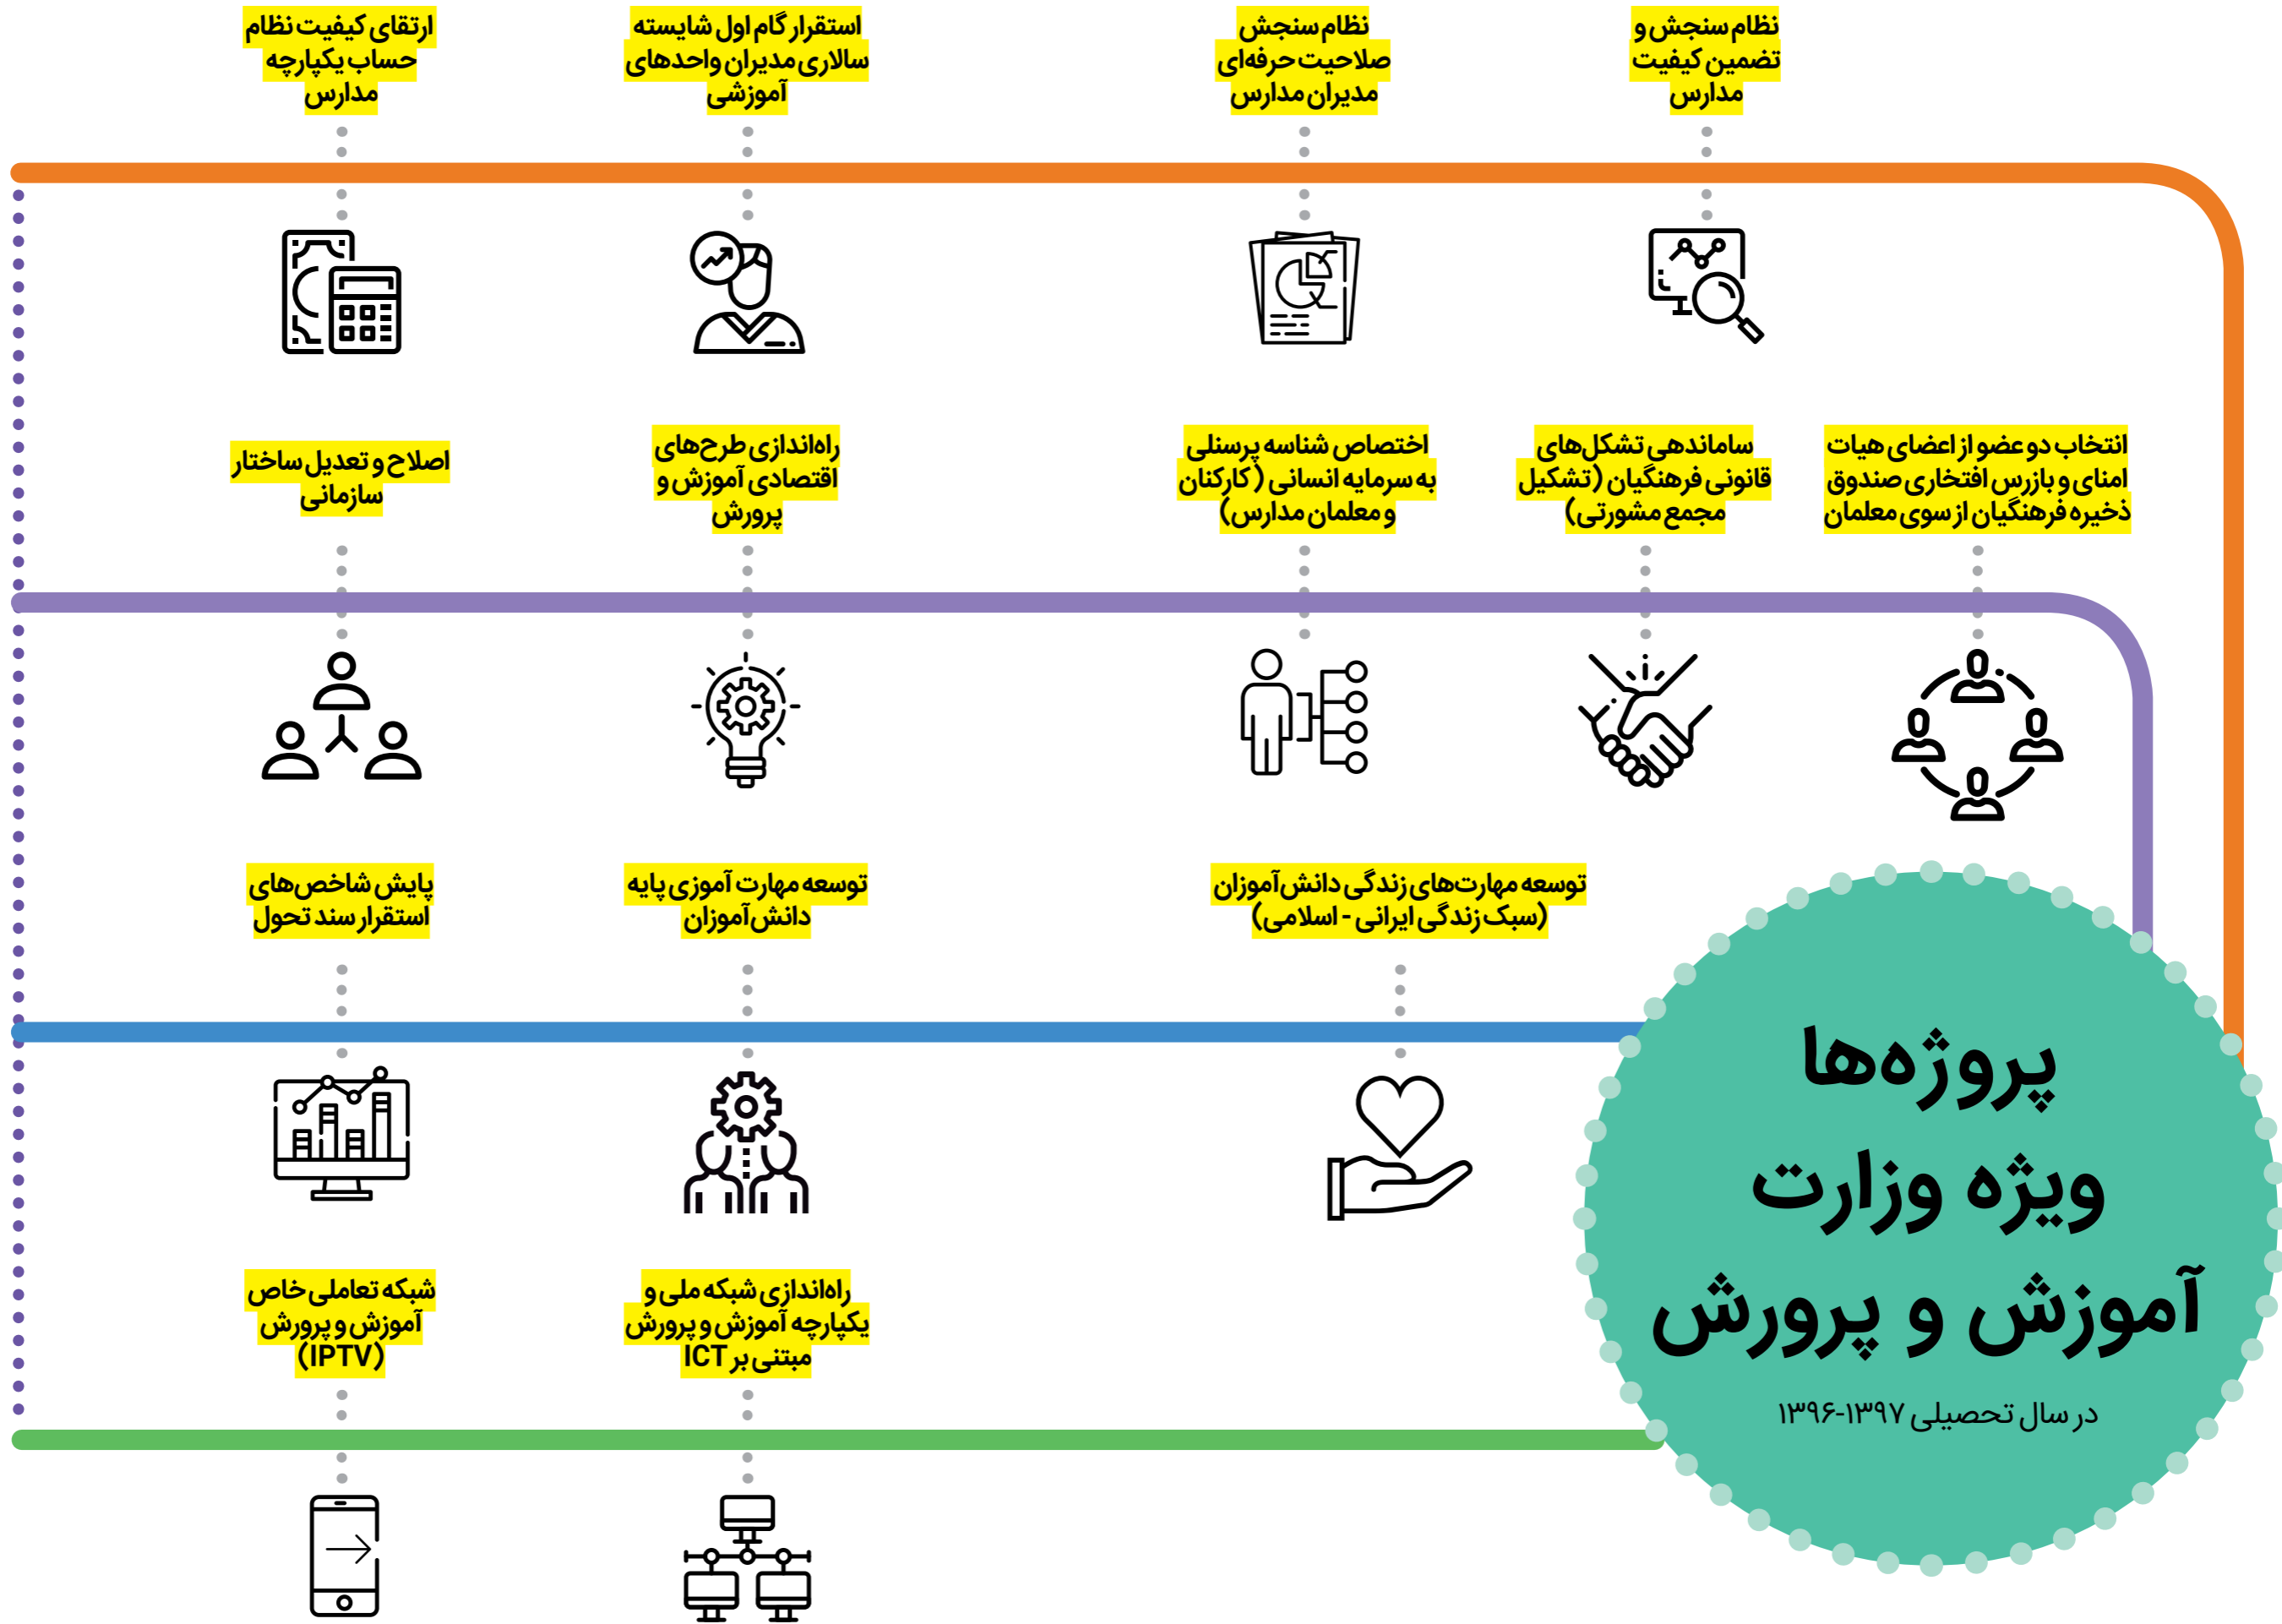 نظام سنجش و
تضمین کیفیت
مدارس
نظام سنجش
صلاحیت حرفه‌ای
مدیران مدارس
استقرار گام اول شایسته
سالاری مدیران واحدهای
آموزشی
ارتقای کیفیت نظام
حساب یکپارچه
مدارس
انتخاب دو عضو از اعضای هیات
امنای و بازرس افتخاری صندوق
ذخیره فرهنگیان از سوی معلمان
ساماندهی تشکل‌های
قانونی فرهنگیان (تشکیل
مجمع مشورتی)
اختصاص شناسه پرسنلی
به سرمایه انسانی (کارکنان
و معلمان مدارس)
راه‌اندازی طرح‌های
اقتصادی آموزش و
پرورش
اصلاح و تعدیل ساختار
سازمانی
توسعه مهارت‌های زندگی دانش‌آموزان
(سبک زندگی ایرانی - اسلامی)
توسعه مهارت آموزی پایه
دانش‌آموزان
پایش شاخص‌های
استقرار سند تحول
راه‌اندازی شبکه ملی و
یکپارچه آموزش و پرورش
مبتنی بر ICT
شبکه تعاملی خاص
آموزش و پرورش
(IPTV)
پروژه‌ها
ویژه وزارت
آموزش و پرورش
در سال تحصیلی ۱۳۹۷-۱۳۹۶